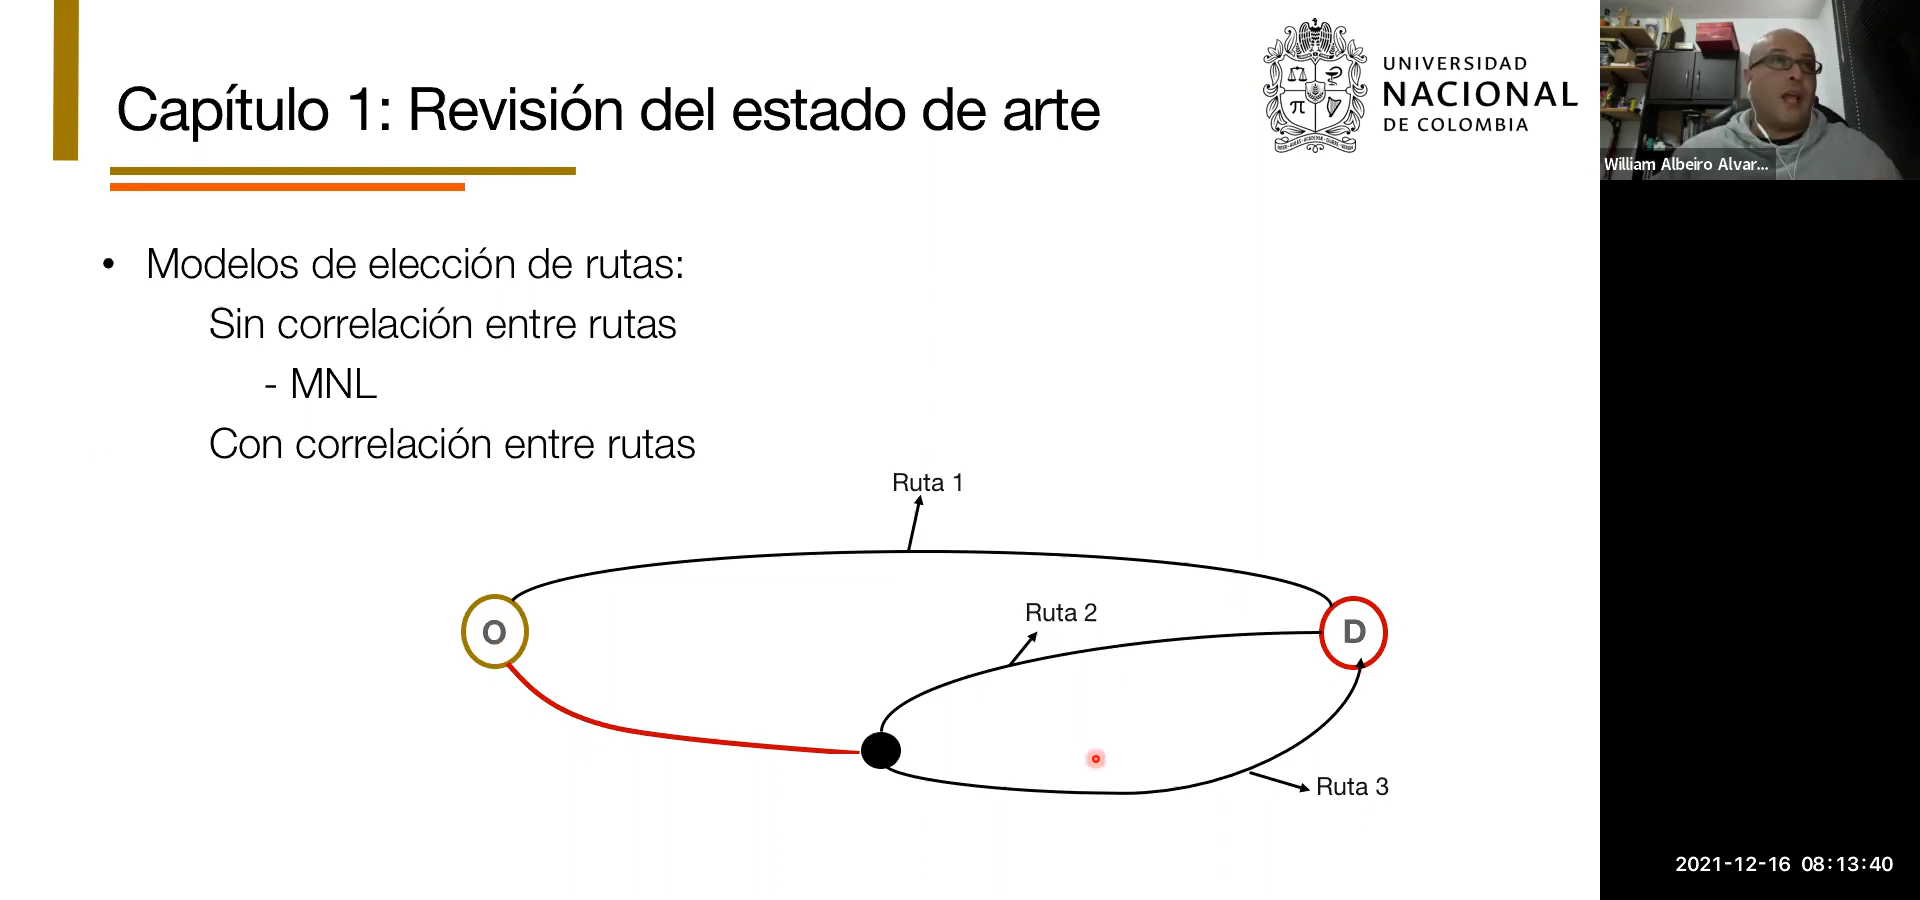 Capítulo 1: Revisión del estado de arte
UNIVERSIDAD
NACIONAL
DE COLOMBIA
π
William Albeiro Alvar...
• Modelos de elección de rutas:
Sin correlación entre rutas
- MNL
Con correlación entre rutas
Ruta 1
Ruta 2
O
D
Ruta 3
2021-12-16 08:13:40